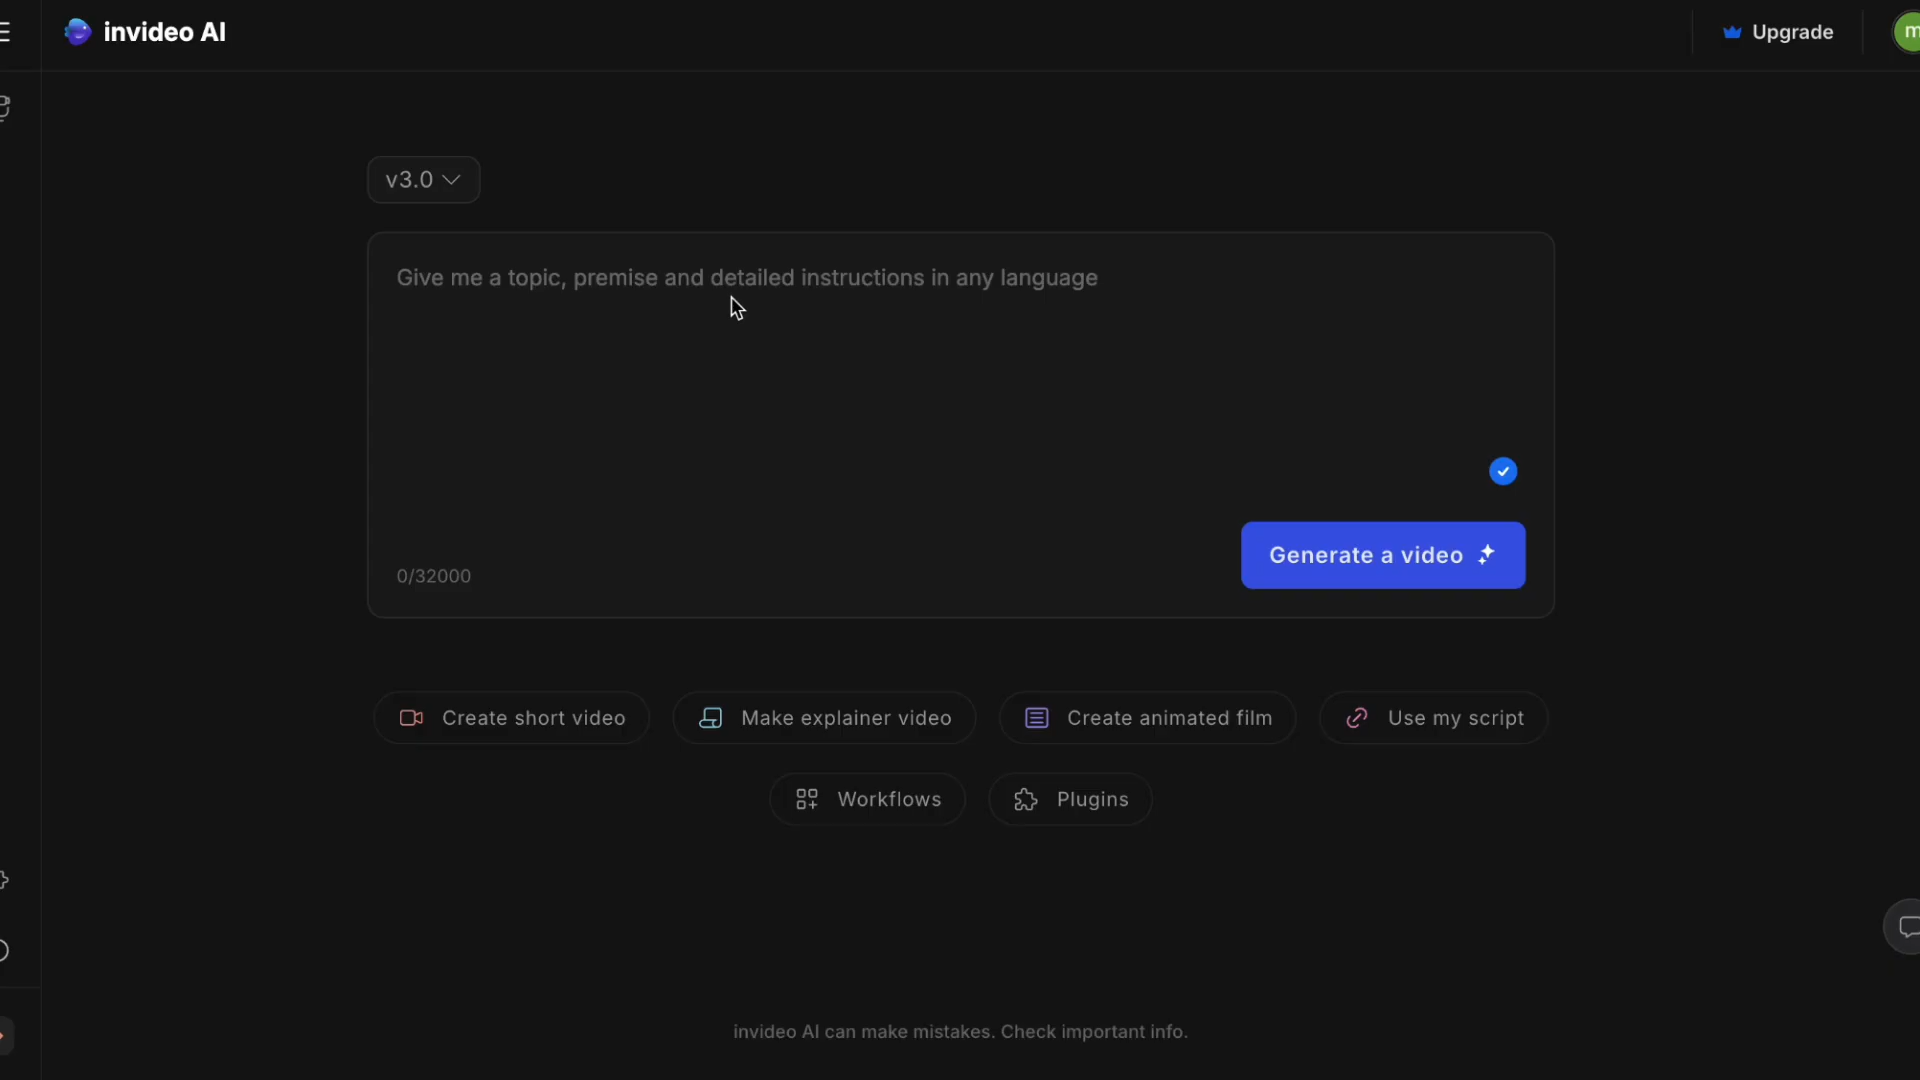 invideo AI
Upgrade
m
v3.0
Give me a topic, premise and detailed instructions in any language
0/32000
Generate a video
Create short video
Make explainer video
Create animated film
Use my script
Workflows
Plugins
invideo AI can make mistakes. Check important info.